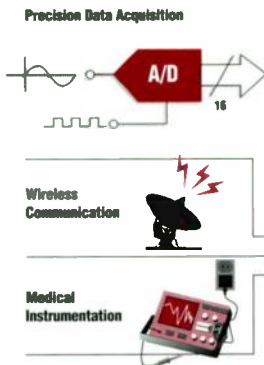 Precision Data Acquisition
A/D
16
Wireless
Communication
Medical
Instrumentation